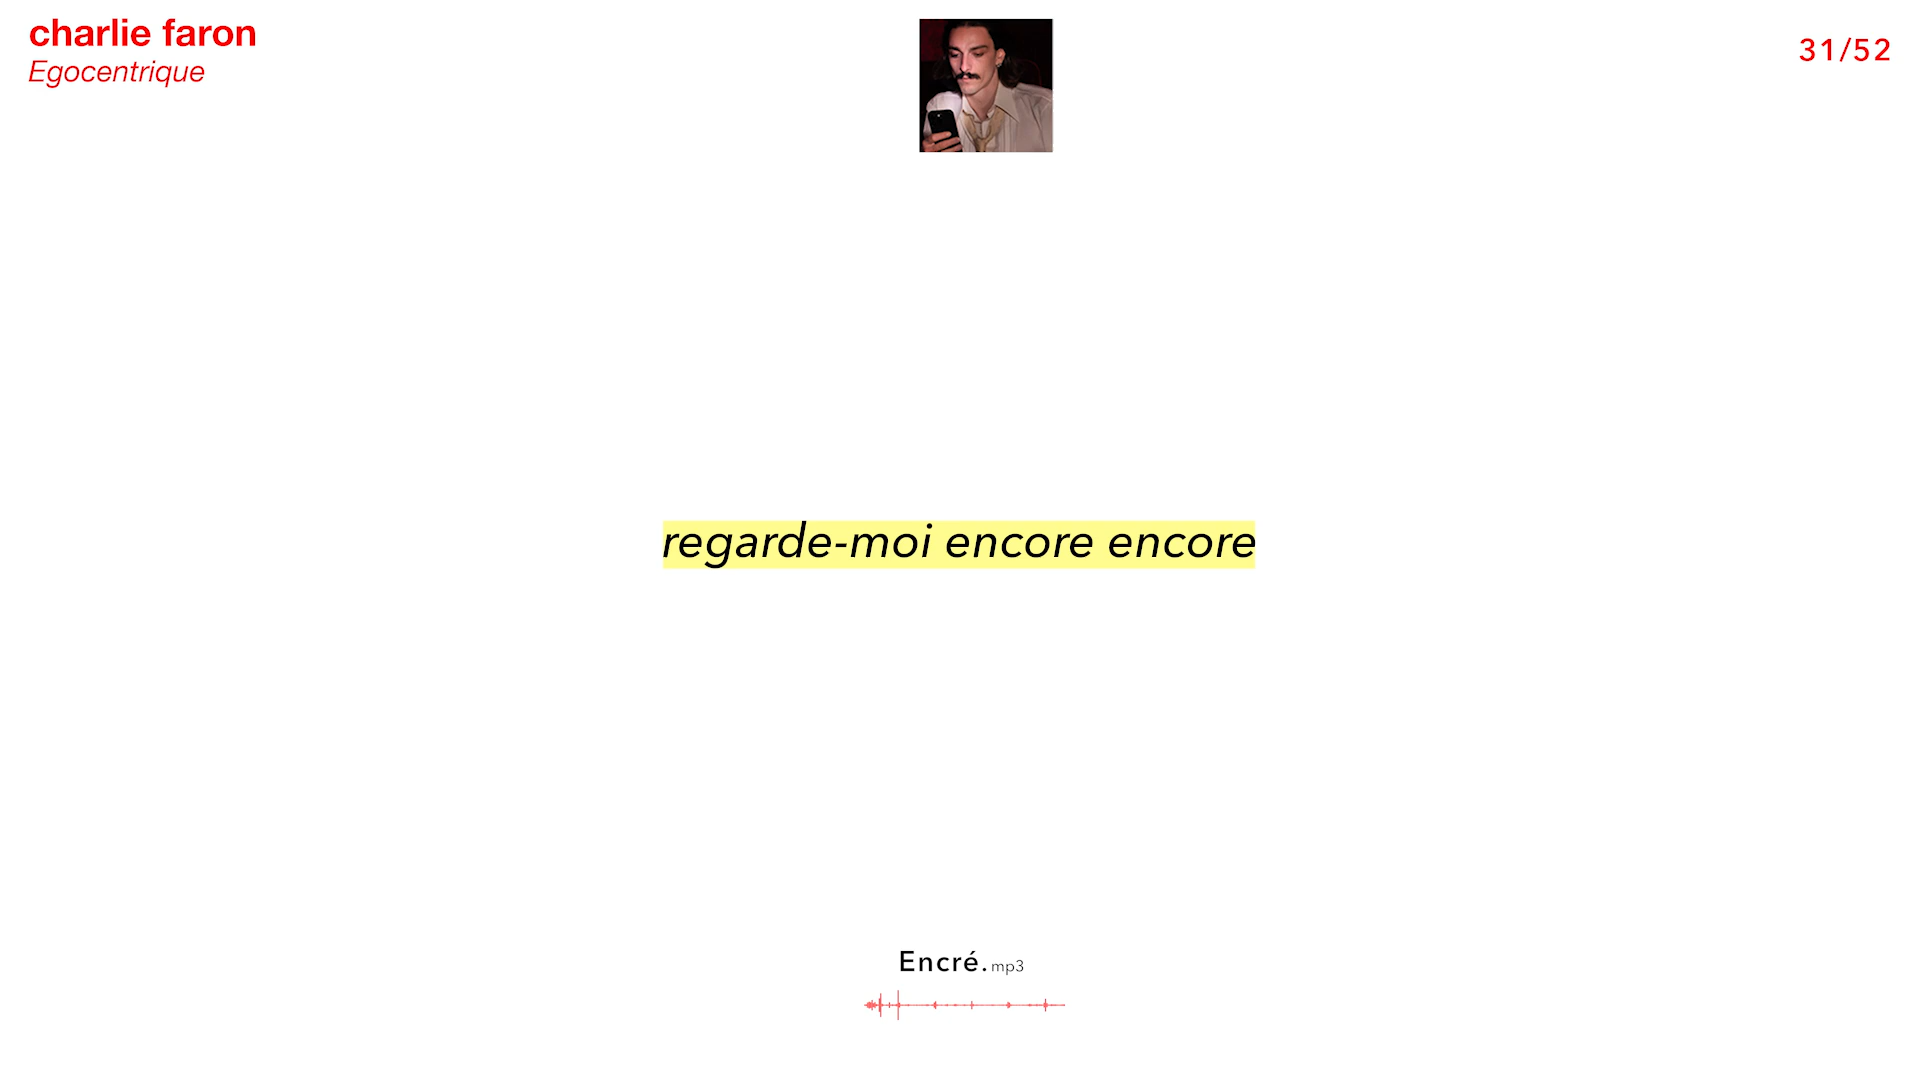 charlie faron
Egocentrique
31/52
regarde-moi encore encore
Encré.mp3